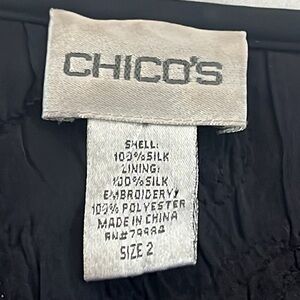 CHICO'S
SHELL:
100%SILK
LINING:
100%SILK
EMBROIDERY:
100% POLYESTER
MADE IN CHINA
RN#79984
SIZE 2